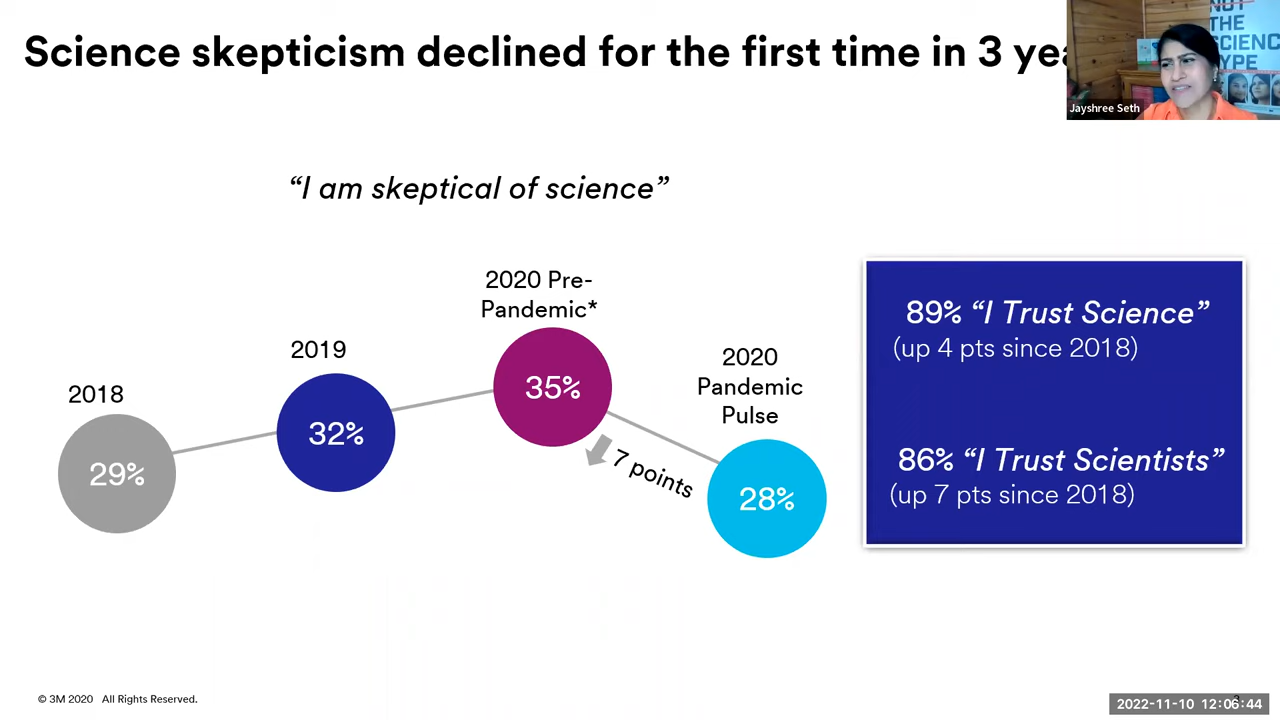 Science skepticism declined for the first time in 3
THE
TYPE
Jayshree Seth
“I am skeptical of science”
2020 Pre-
Pandemic*
2019
2018
2020
Pandemic
Pulse
35%
32%
29%
28%
7 points
89% “I Trust Science”
(up 4 pts since 2018)
86% “I Trust Scientists”
(up 7 pts since 2018)
© 3M 2020 All Rights Reserved.
2022-11-10 12:06:44